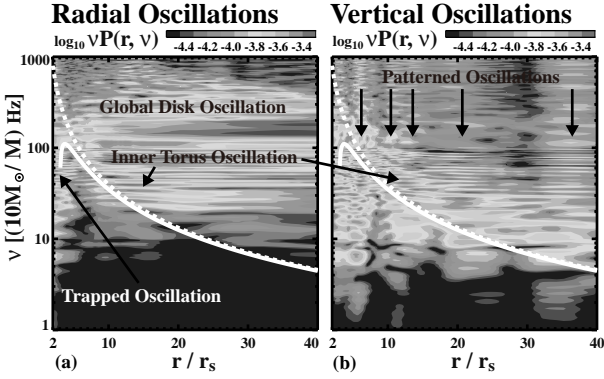 Radial Oscillations
Vertical Oscillations
log10 νP(r, ν)
-4.4 -4.2 -4.0 -3.8 -3.6 -3.4
log10 νP(r, ν)
-4.4 -4.2 -4.0 -3.8 -3.6 -3.4
ν [(10M⊙/ M) Hz]
1000
100
10
1
Global Disk Oscillation
Patterned Oscillations
Inner Torus Oscillation
Trapped Oscillation
2 10 20 30 40
2 10 20 30 40
(a) r / rs
(b) r / rs